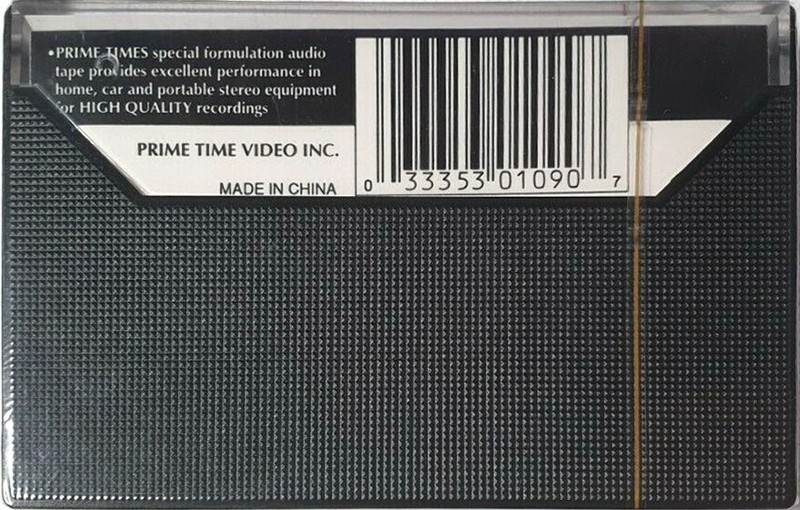 •PRIME TIMES special formulation audio
tape provides excellent performance in
home, car and portable stereo equipment
for HIGH QUALITY recordings
PRIME TIME VIDEO INC.
MADE IN CHINA
0 33353 01090 7